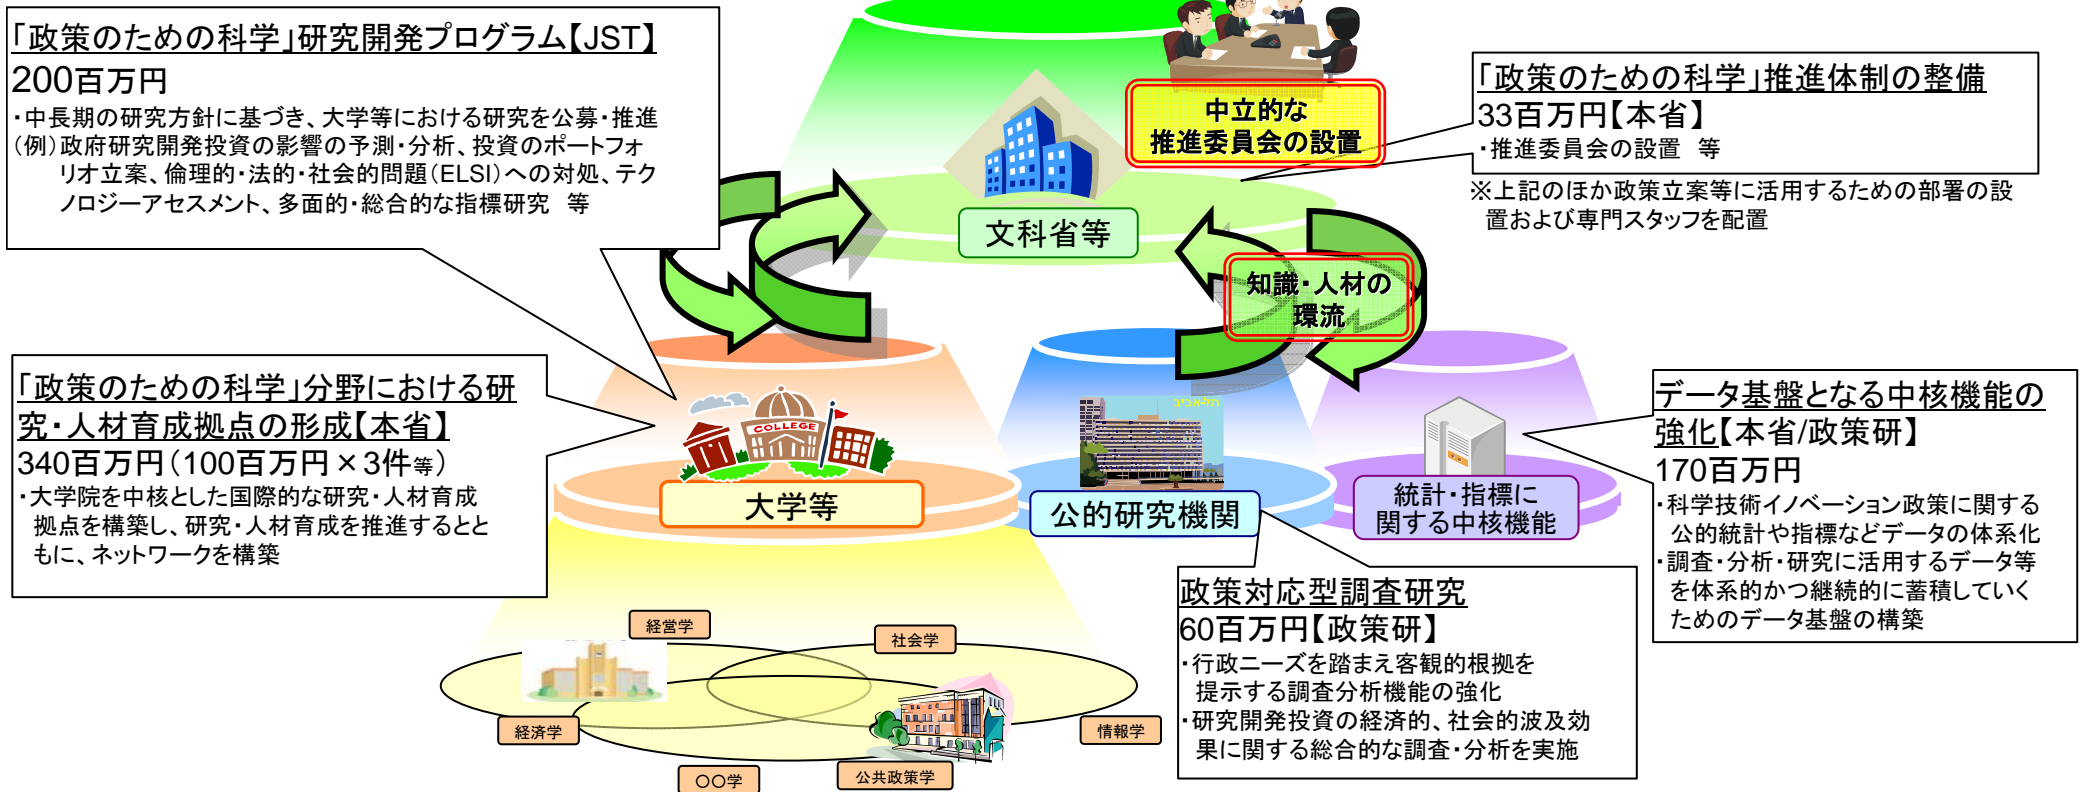 「政策のための科学」研究開発プログラム【JST】
200百万円
・中長期の研究方針に基づき、大学等における研究を公募・推進
(例)政府研究開発投資の影響の予測・分析、投資のポートフォ
リオ立案、倫理的・法的・社会的問題(ELSI)への対処、テク
ノロジーアセスメント、多面的・総合的な指標研究　等
中立的な
推進委員会の設置
「政策のための科学」推進体制の整備
33百万円【本省】
・推進委員会の設置　等
※上記のほか政策立案等に活用するための部署の設
置および専門スタッフを配置
文科省等
知識・人材の
環流
「政策のための科学」分野における研
究・人材育成拠点の形成【本省】
340百万円(100百万円×3件等)
・大学院を中核とした国際的な研究・人材育成
拠点を構築し、研究・人材育成を推進するとと
もに、ネットワークを構築
COLLEGE
大学等
תל-אביב
公的研究機関
統計・指標に
関する中核機能
データ基盤となる中核機能の
強化【本省/政策研】
170百万円
・科学技術イノベーション政策に関する
公的統計や指標などデータの体系化
・調査・分析・研究に活用するデータ等
を体系的かつ継続的に蓄積していく
ためのデータ基盤の構築
政策対応型調査研究
60百万円【政策研】
・行政ニーズを踏まえ客観的根拠を
提示する調査分析機能の強化
・研究開発投資の経済的、社会的波及効
果に関する総合的な調査・分析を実施
経営学
社会学
経済学
情報学
〇〇学
公共政策学